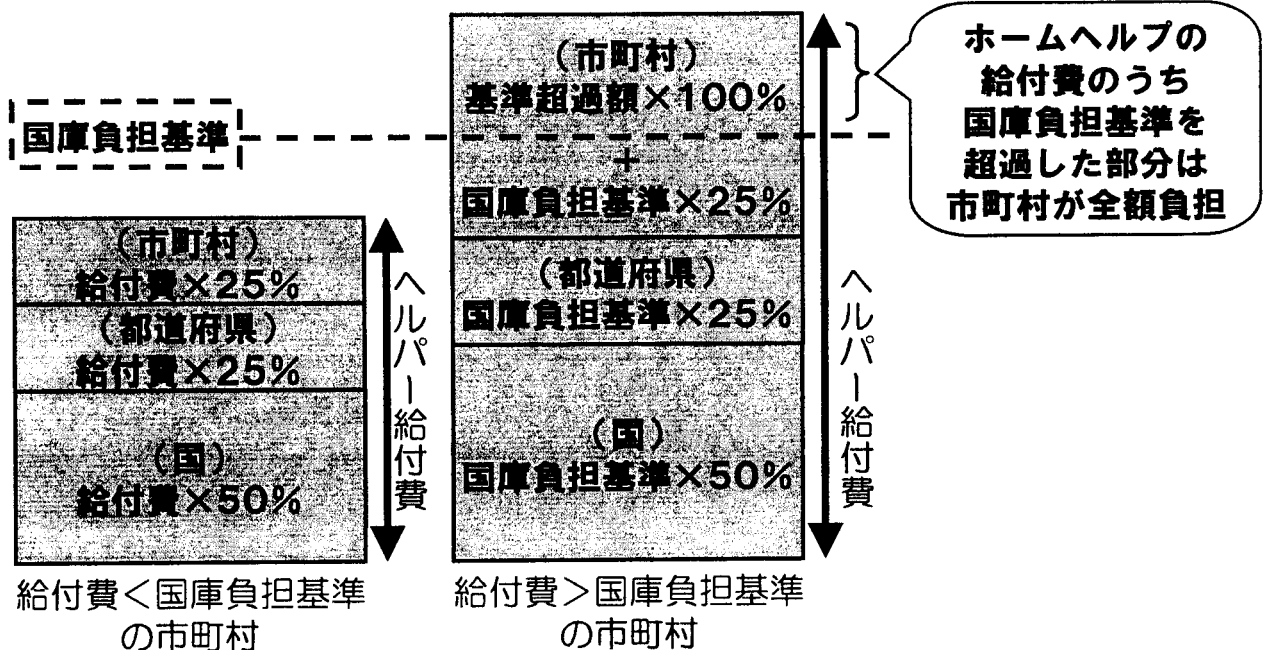 国庫負担基準
(市町村)
給付費×25%
(都道府県)
給付費×25%
(国)
給付費×50%
ヘルパー給付費
給付費<国庫負担基準
の市町村
(市町村)
基準超過額×100%
+
国庫負担基準×25%
(都道府県)
国庫負担基準×25%
(国)
国庫負担基準×50%
ヘルパー給付費
給付費>国庫負担基準
の市町村
ホームヘルプの
給付費のうち
国庫負担基準を
超過した部分は
市町村が全額負担